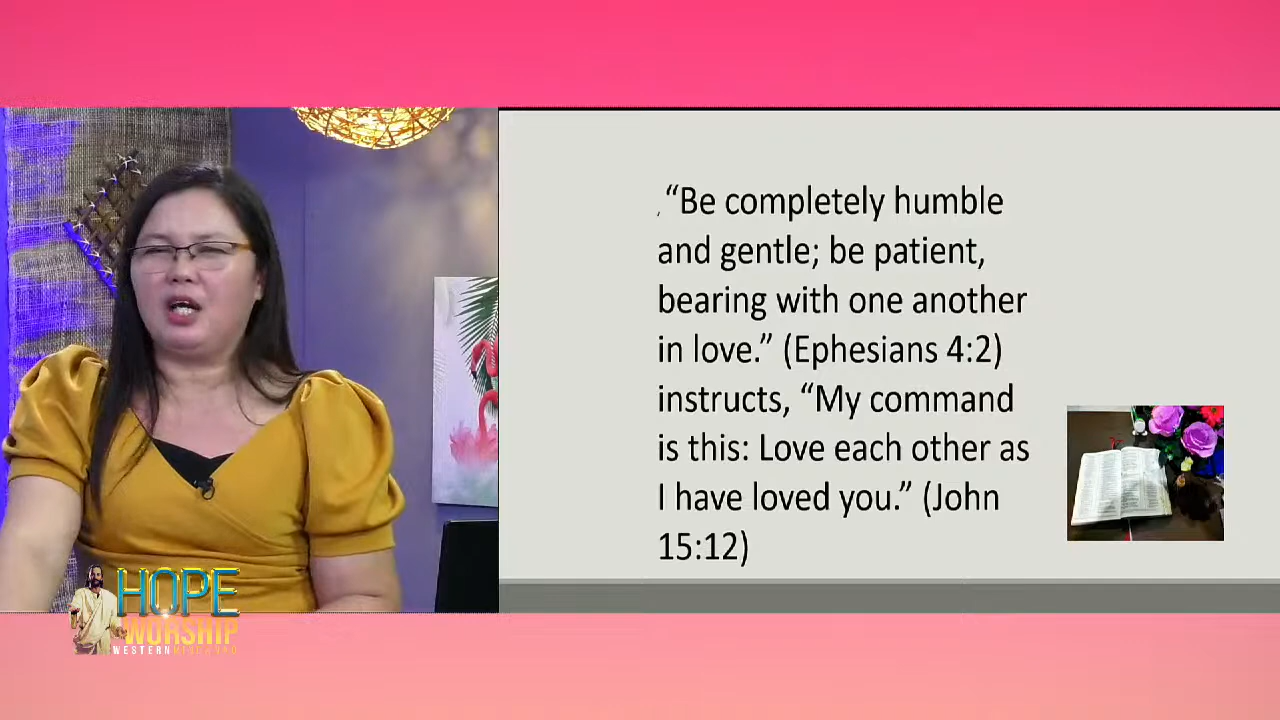 , “Be completely humble
and gentle; be patient,
bearing with one another
in love.” (Ephesians 4:2)
instructs, “My command
is this: Love each other as
I have loved you.” (John
15:12)
HOPE
WORSHIP
WESTERN